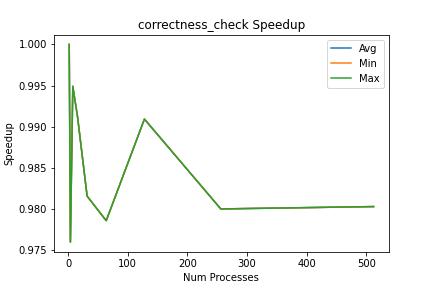 correctness_check Speedup
1.000
0.995
0.990
0.985
0.980
0.975
Speedup
Avg
Min
Max
0
100
200
300
400
500
Num Processes